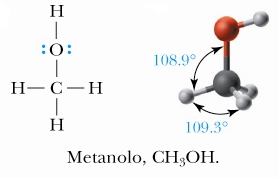 H
:O:
H—C—H
H
108.9°
109.3°
Metanolo, CH₃OH.